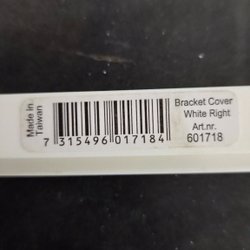 Made In
Taiwan
7 315496 017184
Bracket Cover
White Right
Art.nr.
601718